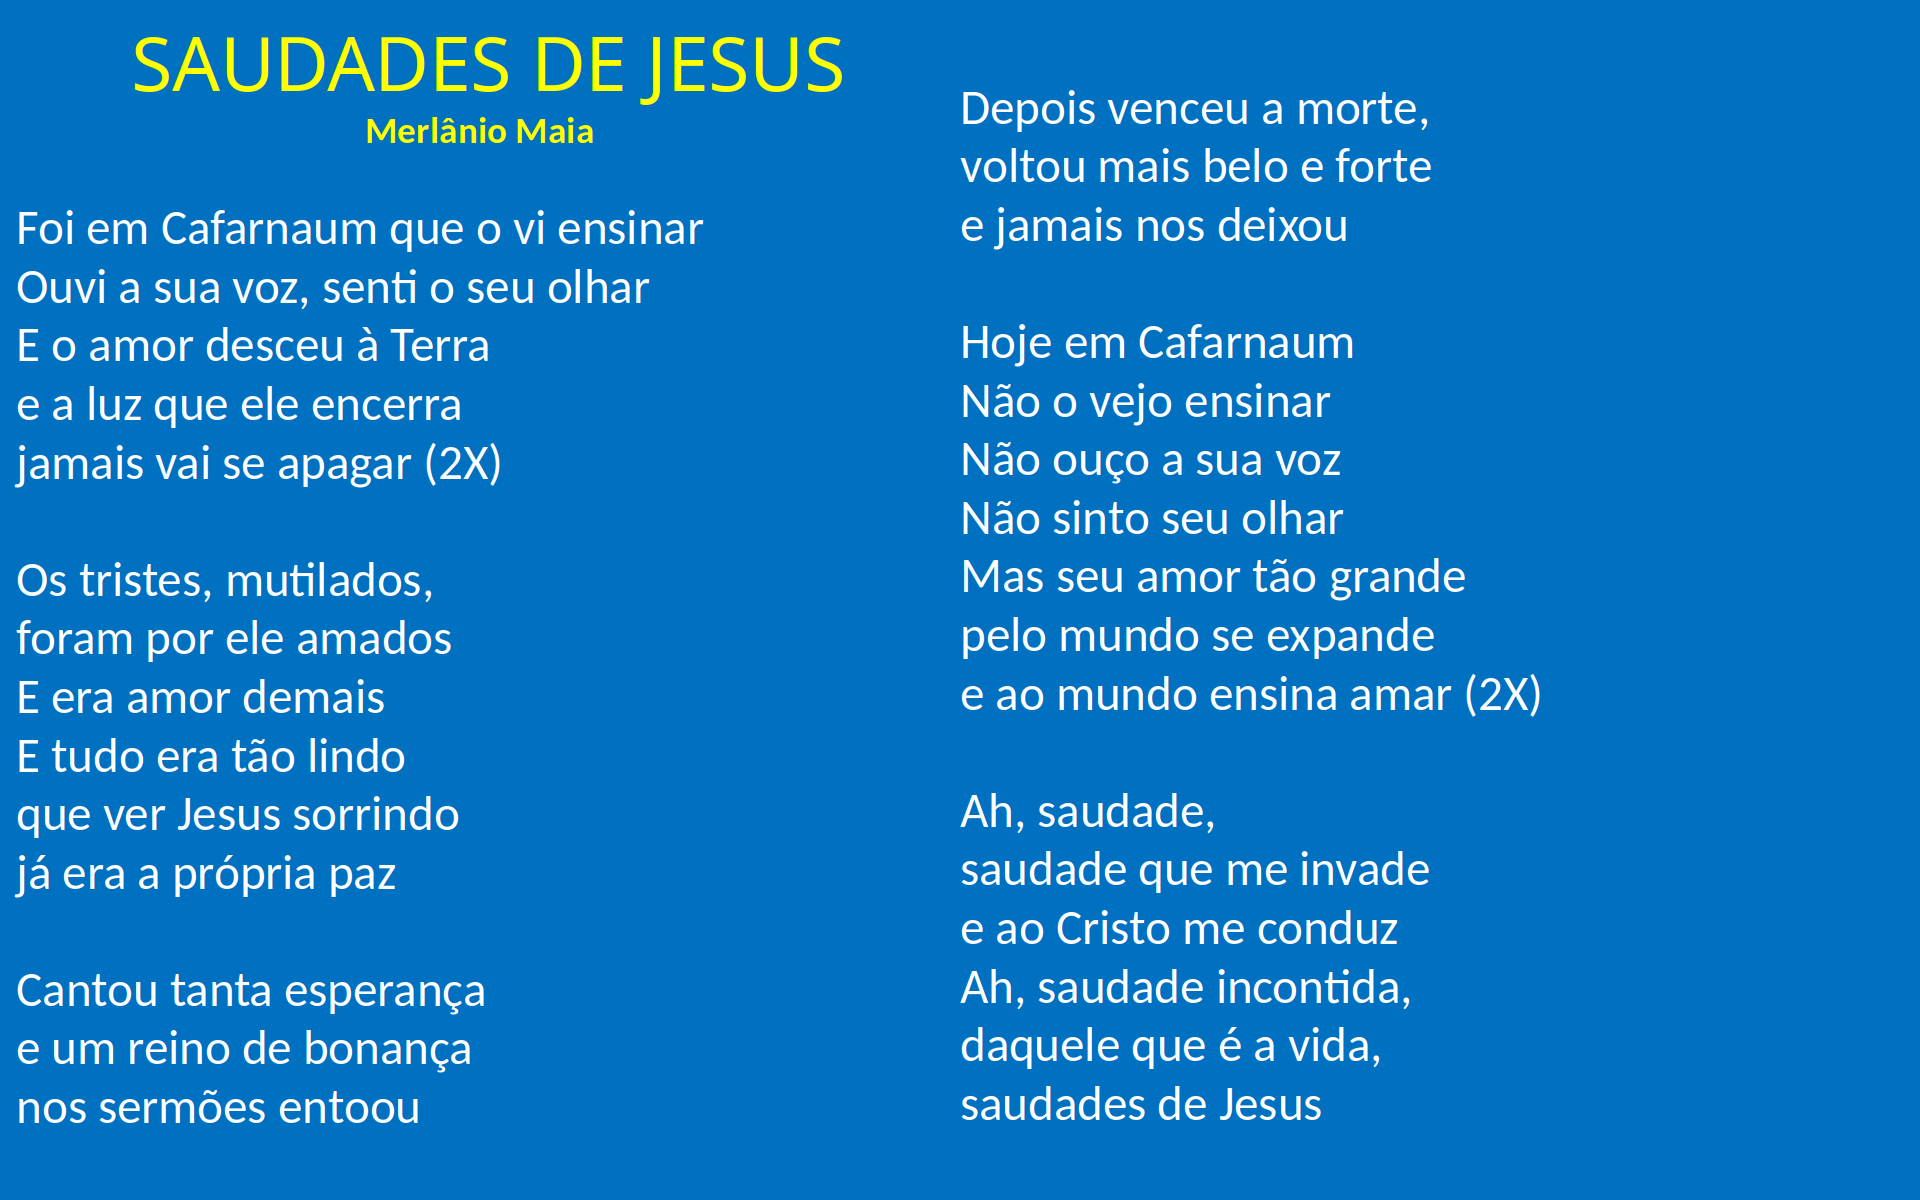 SAUDADES DE JESUS
Merlânio Maia
Foi em Cafarnaum que o vi ensinar
Ouvi a sua voz, senti o seu olhar
E o amor desceu à Terra
e a luz que ele encerra
jamais vai se apagar (2X)
Os tristes, mutilados,
foram por ele amados
E era amor demais
E tudo era tão lindo
que ver Jesus sorrindo
já era a própria paz
Cantou tanta esperança
e um reino de bonança
nos sermões entoou
Depois venceu a morte,
voltou mais belo e forte
e jamais nos deixou
Hoje em Cafarnaum
Não o vejo ensinar
Não ouço a sua voz
Não sinto seu olhar
Mas seu amor tão grande
pelo mundo se expande
e ao mundo ensina amar (2X)
Ah, saudade,
saudade que me invade
e ao Cristo me conduz
Ah, saudade incontida,
daquele que é a vida,
saudades de Jesus